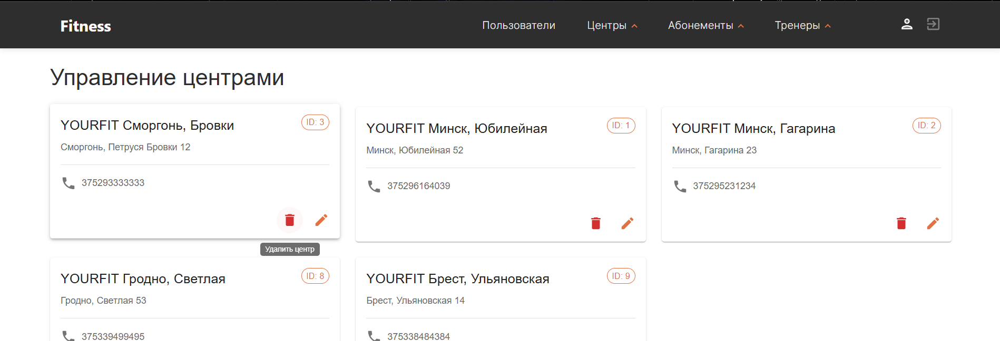 Fitness
Пользователи
Центры
Абонементы
Тренеры
Управление центрами
YOURFIT Сморгонь, Бровки
ID: 3
Сморгонь, Петруся Бровки 12
375293333333
Удалить центр
YOURFIT Минск, Юбилейная
ID: 1
Минск, Юбилейная 52
375296164039
YOURFIT Минск, Гагарина
ID: 2
Минск, Гагарина 23
375295231234
YOURFIT Гродно, Светлая
ID: 8
Гродно, Светлая 53
375339499495
YOURFIT Брест, Ульяновская
ID: 9
Брест, Ульяновская 14
375338484384